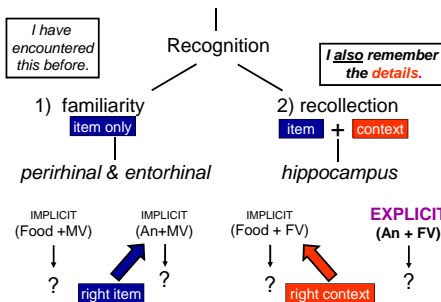 I have
encountered
this before.
Recognition
I also remember
the details.
1) familiarity
item only
2) recollection
item + context
perirhinal & entorhinal
hippocampus
IMPLICIT
(Food +MV)
IMPLICIT
(An+MV)
IMPLICIT
(Food + FV)
EXPLICIT
(An + FV)
?
?
?
?
right item
right context